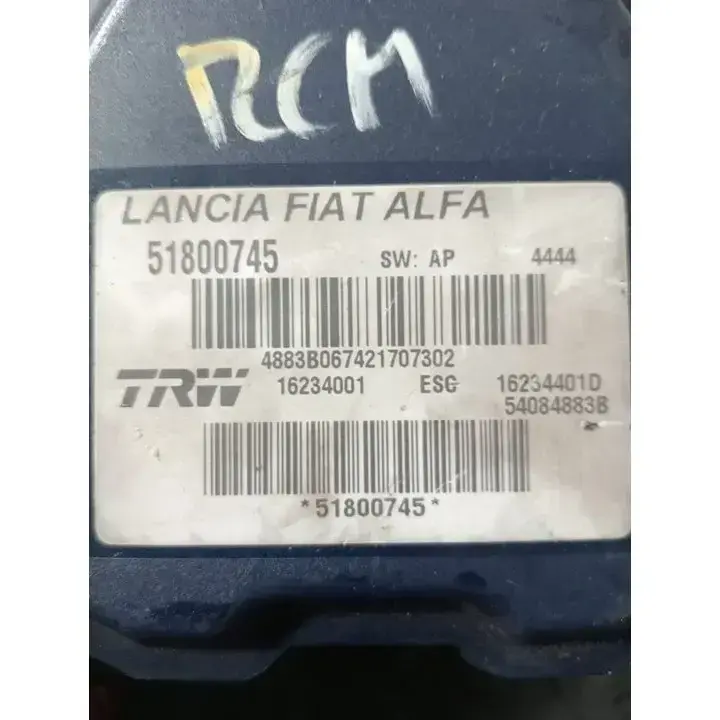 RCM
LANCIA FIAT ALFA
51800745 SW: AP 4444
4883B067421707302
TRW 16234001 ESC 16234401D
54084883B
*51800745*